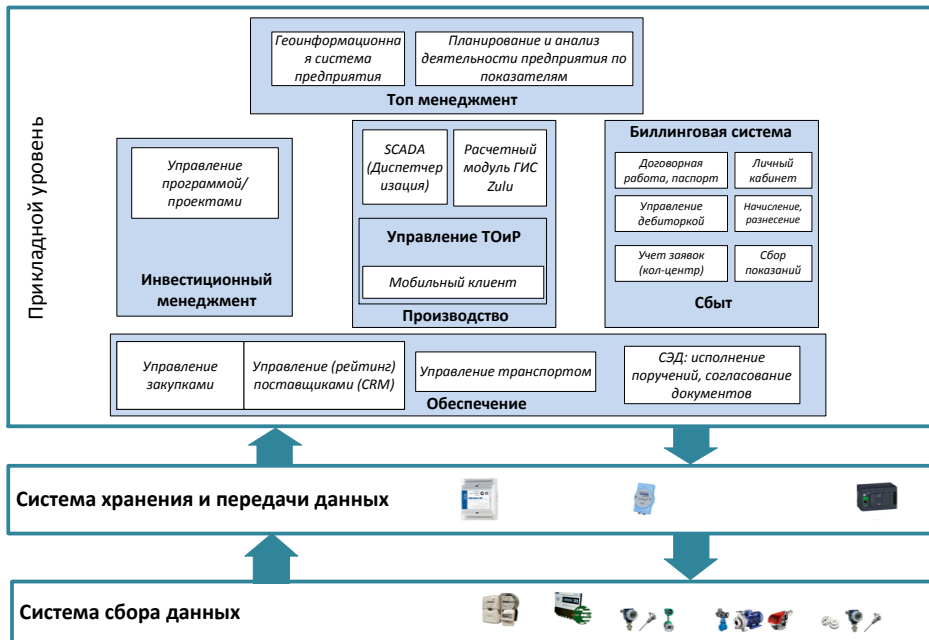 Прикладной уровень
Геоинформационна
я система
предприятия
Планирование и анализ
деятельности предприятия по
показателям
Топ менеджмент
Управление
программой/
проектами
Инвестиционный
менеджмент
SCADA
(Диспетчер
изация)
Расчетный
модуль ГИС
Zulu
Управление ТОиР
Мобильный клиент
Производство
Биллинговая система
Договорная
работа, паспорт
Личный
кабинет
Управление
дебиторкой
Начисление,
разнесение
Учет заявок
(кол-центр)
Сбор
показаний
Сбыт
Управление
закупками
Управление (рейтинг)
поставщиками (CRM)
Управление транспортом
СЭД: исполнение
поручений, согласование
документов
Обеспечение
Система хранения и передачи данных
Система сбора данных